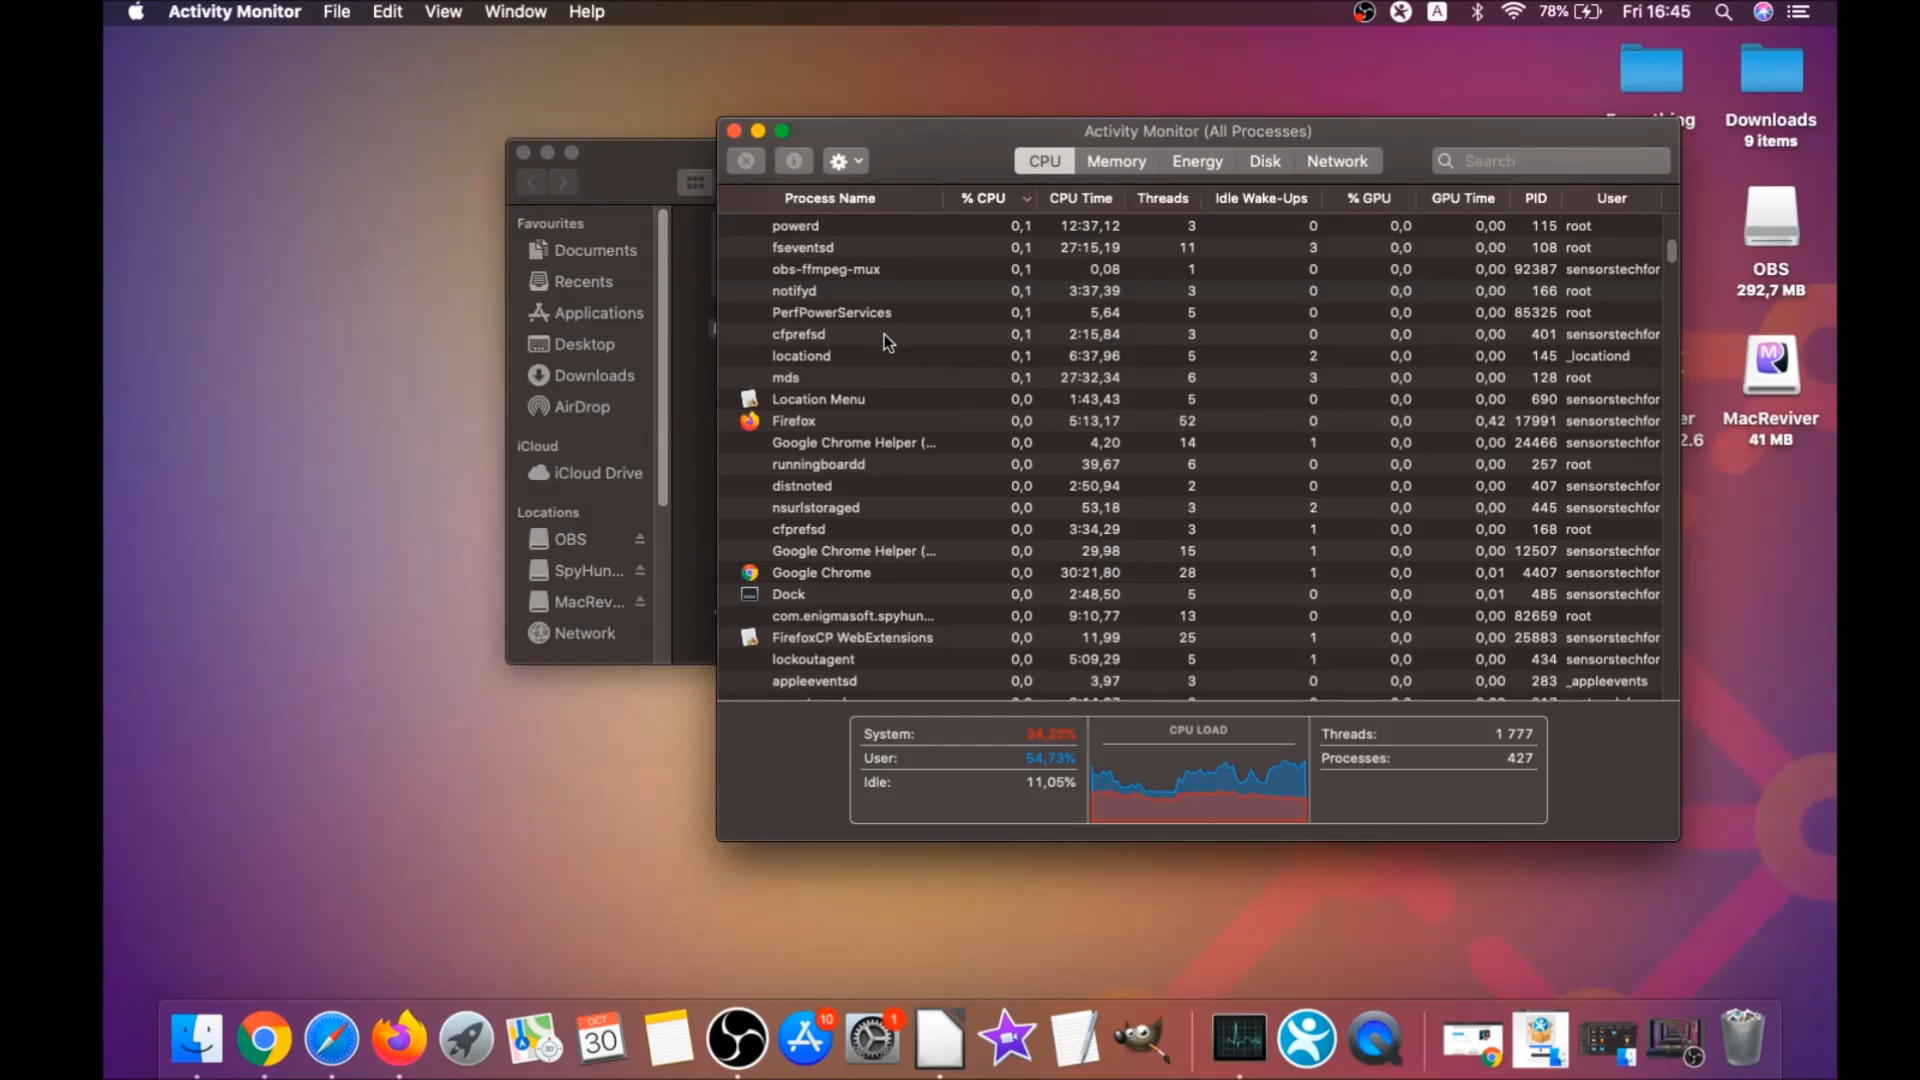 Activity Monitor File Edit View Window Help A 78% Fri 16:45
Downloads
9 items
OBS
292,7 MB
MacReviver
41 MB
Favourites
Documents
Recents
Applications
Desktop
Downloads
AirDrop
iCloud
iCloud Drive
Locations
OBS
SpyHun...
MacRev...
Network
Activity Monitor (All Processes)
CPU Memory Energy Disk Network Search
Process Name % CPU CPU Time Threads Idle Wake-Ups % GPU GPU Time PID User
powerd 0,1 12:37,12 3 0 0,0 0,00 115 root
fseventsd 0,1 27:15,19 11 3 0,0 0,00 108 root
obs-ffmpeg-mux 0,1 0,08 1 0 0,0 0,00 92387 sensorstechfor
notifyd 0,1 3:37,39 3 0 0,0 0,00 166 root
PerfPowerServices 0,1 5,64 5 0 0,0 0,00 85325 root
cfprefsd 0,1 2:15,84 3 0 0,0 0,00 401 sensorstechfor
locationd 0,1 6:37,96 5 2 0,0 0,00 145 _locationd
mds 0,1 27:32,34 6 3 0,0 0,00 128 root
Location Menu 0,0 1:43,43 5 0 0,0 0,00 690 sensorstechfor
Firefox 0,0 5:13,17 52 0 0,0 0,42 17991 sensorstechfor
Google Chrome Helper (... 0,0 4,20 14 1 0,0 0,00 24466 sensorstechfor
runningboardd 0,0 39,67 6 0 0,0 0,00 257 root
distnoted 0,0 2:50,94 2 0 0,0 0,00 407 sensorstechfor
nsurlstoraged 0,0 53,18 3 2 0,0 0,00 445 sensorstechfor
cfprefsd 0,0 3:34,29 3 1 0,0 0,00 168 root
Google Chrome Helper (... 0,0 29,98 15 1 0,0 0,00 12507 sensorstechfor
Google Chrome 0,0 30:21,80 28 1 0,0 0,01 4407 sensorstechfor
Dock 0,0 2:48,50 5 0 0,0 0,01 485 sensorstechfor
com.enigmasoft.spyhun... 0,0 9:10,77 13 0 0,0 0,00 82659 root
FirefoxCP WebExtensions 0,0 11,99 25 1 0,0 0,00 25883 sensorstechfor
lockoutagent 0,0 5:09,29 5 1 0,0 0,00 434 sensorstechfor
appleeventsd 0,0 3,97 3 0 0,0 0,00 283 _appleevents
System: 34,22%
User: 54,73%
Idle: 11,05%
CPU LOAD
Threads: 1 777
Processes: 427
OCT
30
10
1